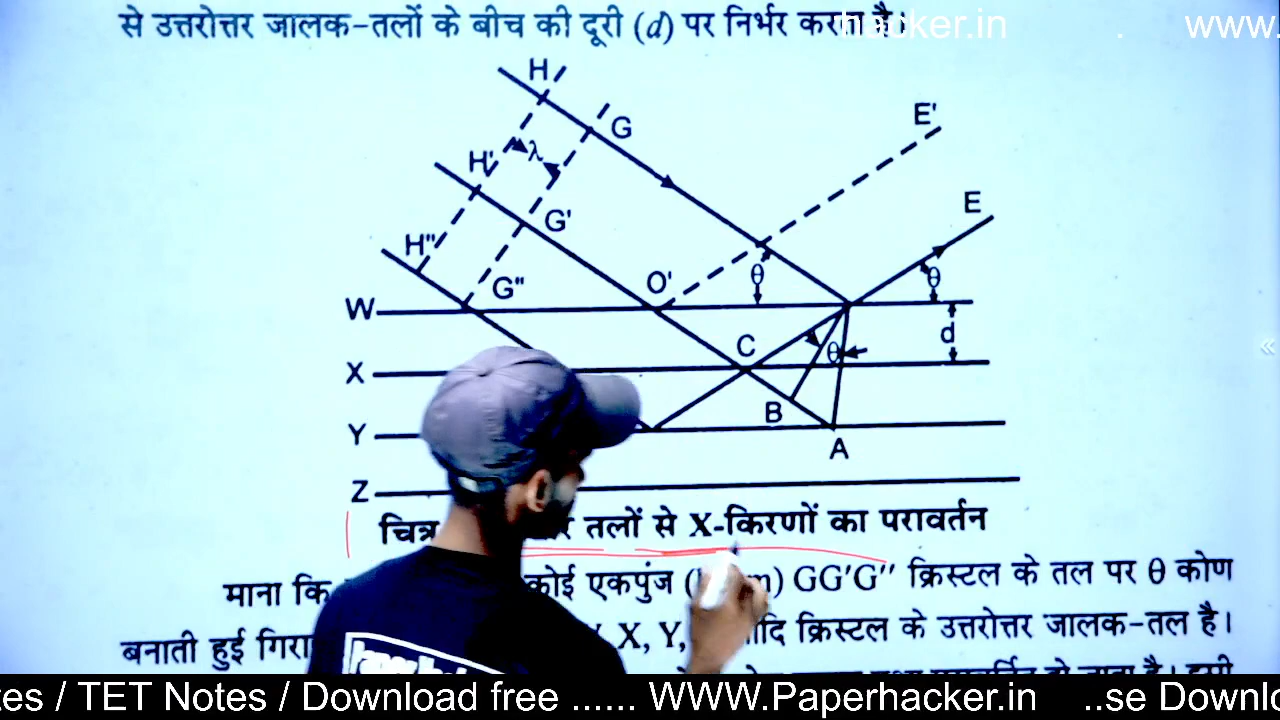 से उत्तरोत्तर जालक-तलों के बीच की दूरी (d) पर निर्भर करता है।
hacker.in
www.
H
G
E'
λ
H'
G'
E
H"
G"
O'
θ
θ
W
d
C
θ
X
B
Y
A
Z
तलों से X-किरणों का परावर्तन
माना कि कोई एकपुंज GG'G'' क्रिस्टल के तल पर θ कोण
बनाती हुई X, Y, क्रिस्टल के उत्तरोत्तर जालक-तल है।
tes / TET Notes / Download free ...... WWW.Paperhacker.in ..se Downlo